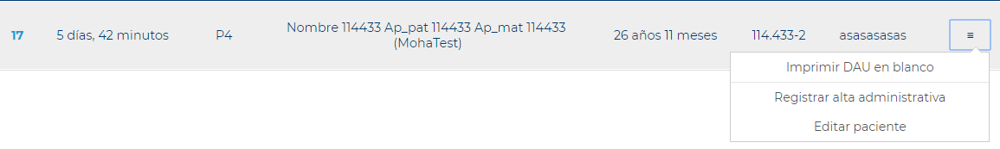 17 5 días, 42 minutos P4 Nombre 114433 Ap_pat 114433 Ap_mat 114433 (MohaTest) 26 años 11 meses 114.433-2 asasasasas ≡
Imprimir DAU en blanco
Registrar alta administrativa
Editar paciente